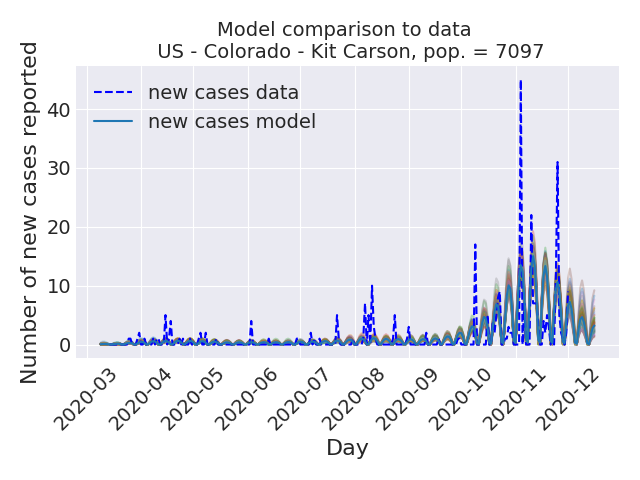 Model comparison to data
US - Colorado - Kit Carson, pop. = 7097
Number of new cases reported
40
30
20
10
0
new cases data
new cases model
2020-03
2020-04
2020-05
2020-06
2020-07
2020-08
2020-09
2020-10
2020-11
2020-12
Day